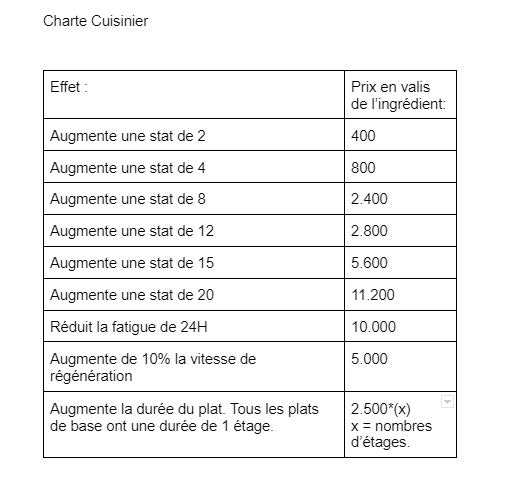 Charte Cuisinier
Effet :
Prix en valis
de l'ingrédient:
Augmente une stat de 2
400
Augmente une stat de 4
800
Augmente une stat de 8
2.400
Augmente une stat de 12
2.800
Augmente une stat de 15
5.600
Augmente une stat de 20
11.200
Réduit la fatigue de 24H
10.000
Augmente de 10% la vitesse de
régénération
5.000
Augmente la durée du plat. Tous les plats
de base ont une durée de 1 étage.
2.500*(x)
x = nombres
d'étages.